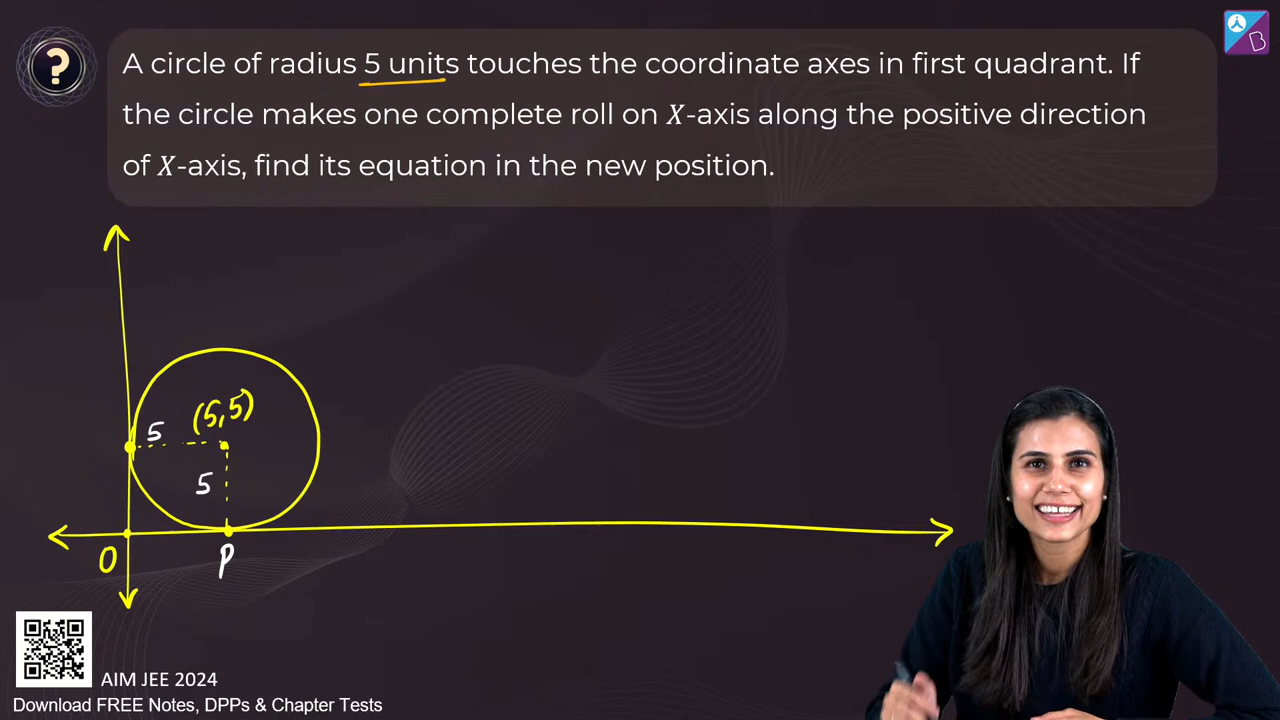 ?
A circle of radius 5 units touches the coordinate axes in first quadrant. If
the circle makes one complete roll on X-axis along the positive direction
of X-axis, find its equation in the new position.
(5,5)
5
5
O
P
AIM JEE 2024
Download FREE Notes, DPPs & Chapter Tests
B